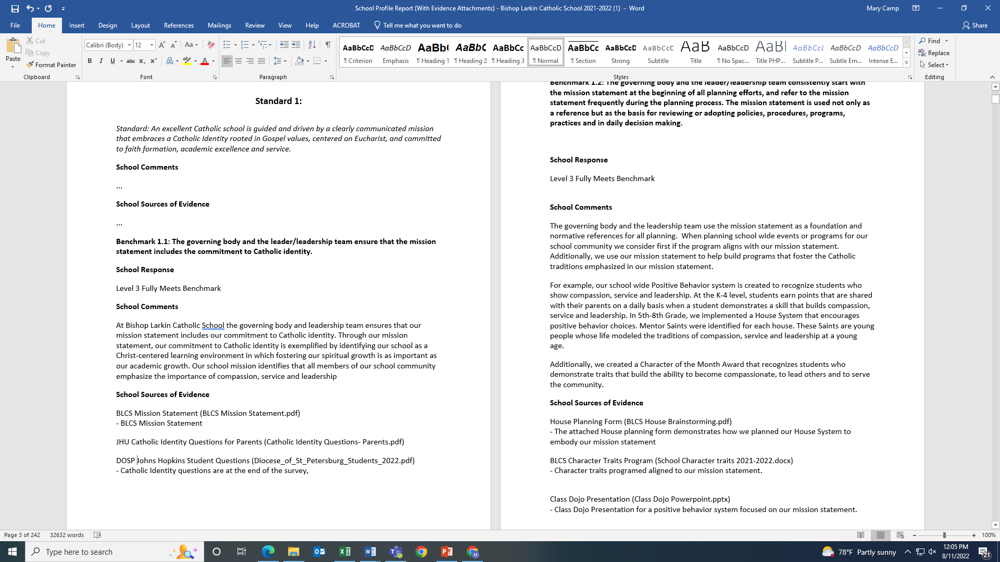 School Profile Report (With Evidence Attachments) - Bishop Larkin Catholic School 2021-2022 (1) - Word
Mary Camp
File Home Insert Design Layout References Mailings Review View Help ACROBAT Tell me what you want to do
Share
Paste
Cut
Copy
Format Painter
Clipboard
Calibri (Body) 12
Font
Paragraph
AaBbCcD AaBbCcD AaBb( AaBbC AaBbCc AaBbCcD AaBbCc AaBbCcD AaBbCcD AaB AaBbCcD AaBb AaBbCcL AaBbCcD AaBbCcD
¶ Criterion Emphasis ¶ Heading 1 ¶ Heading 2 ¶ Heading 3 ¶ Normal ¶ Section Strong Subtitle Title ¶ No Spac... Title PHP... Subtitle P... Subtle Em... Intense E...
Styles
Find
Replace
Select
Editing
Standard 1:
Standard: An excellent Catholic school is guided and driven by a clearly communicated mission
that embraces a Catholic Identity rooted in Gospel values, centered on Eucharist, and committed
to faith formation, academic excellence and service.
School Comments
...
School Sources of Evidence
...
Benchmark 1.1: The governing body and the leader/leadership team ensure that the mission
statement includes the commitment to Catholic identity.
School Response
Level 3 Fully Meets Benchmark
School Comments
At Bishop Larkin Catholic School the governing body and leadership team ensures that our
mission statement includes our commitment to Catholic identity. Through our mission
statement, our commitment to Catholic identity is exemplified by identifying our school as a
Christ-centered learning environment in which fostering our spiritual growth is as important as
our academic growth. Our school mission identifies that all members of our school community
emphasize the importance of compassion, service and leadership
School Sources of Evidence
BLCS Mission Statement (BLCS Mission Statement.pdf)
- BLCS Mission Statement
JHU Catholic Identity Questions for Parents (Catholic Identity Questions- Parents.pdf)
DOSP Johns Hopkins Student Questions (Diocese_of_St_Petersburg_Students_2022.pdf)
- Catholic Identity questions are at the end of the survey,
Benchmark 1.2: The governing body and the leader/leadership team consistently start with
the mission statement at the beginning of all planning efforts, and refer to the mission
statement frequently during the planning process. The mission statement is used not only as
a reference but as the basis for reviewing or adopting policies, procedures, programs,
practices and in daily decision making.
School Response
Level 3 Fully Meets Benchmark
School Comments
The governing body and the leadership team use the mission statement as a foundation and
normative references for all planning.  When planning school wide events or programs for our
school community we consider first if the program aligns with our mission statement.
Additionally, we use our mission statement to help build programs that foster the Catholic
traditions emphasized in our mission statement.
For example, our school wide Positive Behavior system is created to recognize students who
show compassion, service and leadership. At the K-4 level, students earn points that are shared
with their parents on a daily basis when a student demonstrates a skill that builds compassion,
service and leadership. In 5th-8th Grade, we implemented a House System that encourages
positive behavior choices. Mentor Saints were identified for each house. These Saints are young
people whose life modeled the traditions of compassion, service and leadership at a young
age.
Additionally, we created a Character of the Month Award that recognizes students who
demonstrate traits that build the ability to become compassionate, to lead others and to serve
the community.
School Sources of Evidence
House Planning Form (BLCS House Brainstorming.pdf)
- The attached House planning form demonstrates how we planned our House System to
embody our mission statement
BLCS Character Traits Program (School Character traits 2021-2022.docx)
- Character traits programed aligned to our mission statement.
Class Dojo Presentation (Class Dojo Powerpoint.pptx)
- Class Dojo Presentation for a positive behavior system focused on our mission statement.
Page 3 of 242 32632 words
100%
Type here to search
78°F Partly sunny
12:05 PM
8/11/2022
21